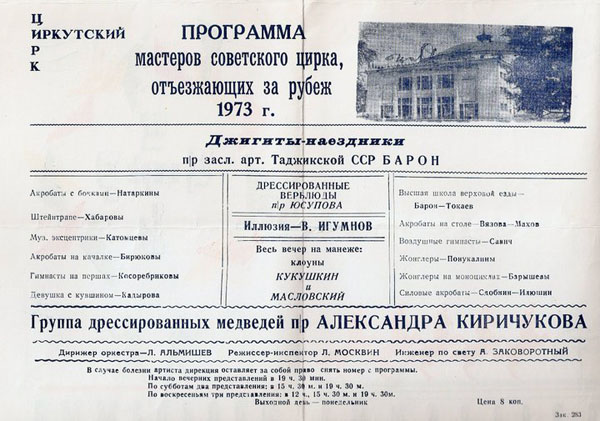 ЦИРК
ИРКУТСКИЙ
ПРОГРАММА
мастеров советского цирка,
отъезжающих за рубеж
1973 г.
Джигиты-наездники
п/р засл. арт. Таджикской ССР БАРОН
Акробаты с бочками—Натаркины
Штейнтрапе—Хабаровы
Муз. эксцентрики—Катовцевы
Акробаты на качалке—Бирюковы
Гимнасты на першах—Косоребриковы
Девушка с кувшином—Кадырова
ДРЕССИРОВАННЫЕ
ВЕРБЛЮДЫ
п/р ЮСУПОВА
Иллюзия—В. ИГУМНОВ
Весь вечер на манеже:
клоуны
КУКУШКИН
и
МАСЛОВСКИЙ
Высшая школа верховой езды—
Барон—Токаев
Акробаты на столе—Вязова—Махов
Воздушные гимнасты—Савич
Жонглеры—Понукалины
Жонглеры на моноциклах—Барышевы
Силовые акробаты—Слобнин—Илюшин
Группа дрессированных медведей п/р АЛЕКСАНДРА КИРИЧУКОВА
Дирижер оркестра—Л. АЛЬМИШЕВ Режиссер-инспектор Л. МОСКВИН Инженер по свету А. ЗАКОВОРОТНЫЙ
В случае болезни артиста дирекция оставляет за собой право снять номер с программы.
Начало вечерних представлений в 19 ч. 30 мин.
По субботам два представления: в 15 ч. 30 м. и 19 ч. 30 м.
По воскресеньям три представления: в 12 ч., 15 ч. 30 м. и 19 ч. 30м.
Выходной день — понедельник
Цена 8 коп.
Зак. 283